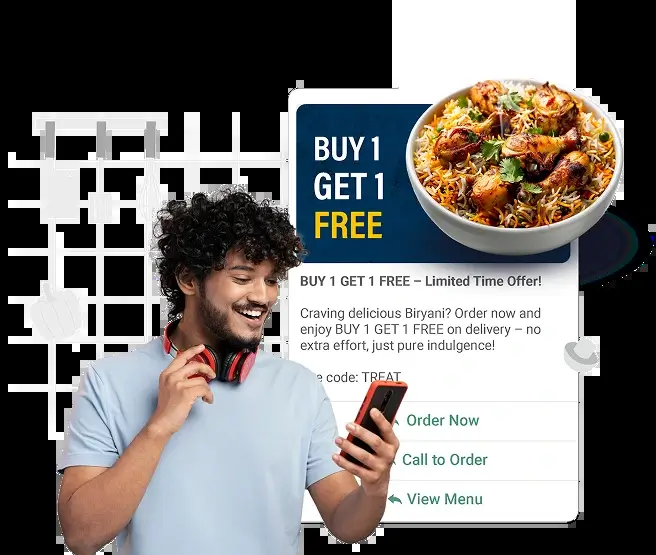 BUY 1
GET 1
FREE
BUY 1 GET 1 FREE – Limited Time Offer!
Craving delicious Biryani? Order now and
enjoy BUY 1 GET 1 FREE on delivery – no
extra effort, just pure indulgence!
code: TREAT
Order Now
Call to Order
View Menu